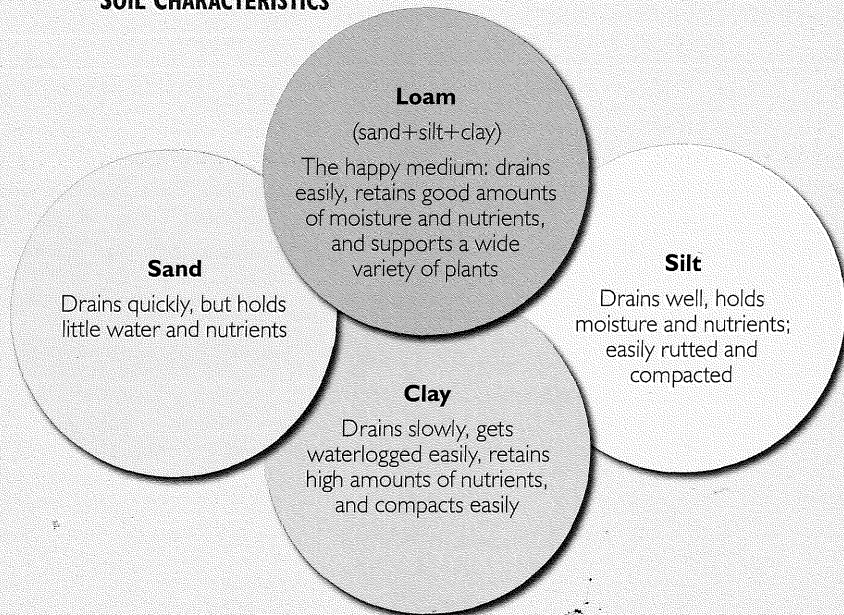 SOIL CHARACTERISTICS
Loam
(sand+silt+clay)
The happy medium: drains
easily, retains good amounts
of moisture and nutrients,
and supports a wide
variety of plants
Sand
Drains quickly, but holds
little water and nutrients
Silt
Drains well, holds
moisture and nutrients;
easily rutted and
compacted
Clay
Drains slowly, gets
waterlogged easily, retains
high amounts of nutrients,
and compacts easily